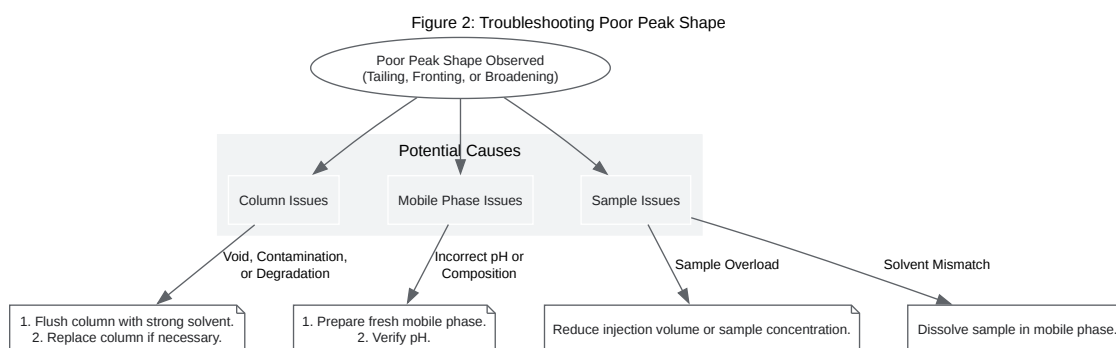 Figure 2: Troubleshooting Poor Peak Shape
Poor Peak Shape Observed
(Tailing, Fronting, or Broadening)
Potential Causes
Column Issues
Mobile Phase Issues
Sample Issues
Void, Contamination,
or Degradation
Incorrect pH or
Composition
Sample Overload
Solvent Mismatch
1. Flush column with strong solvent.
2. Replace column if necessary.
1. Prepare fresh mobile phase.
2. Verify pH.
Reduce injection volume or sample concentration.
Dissolve sample in mobile phase.